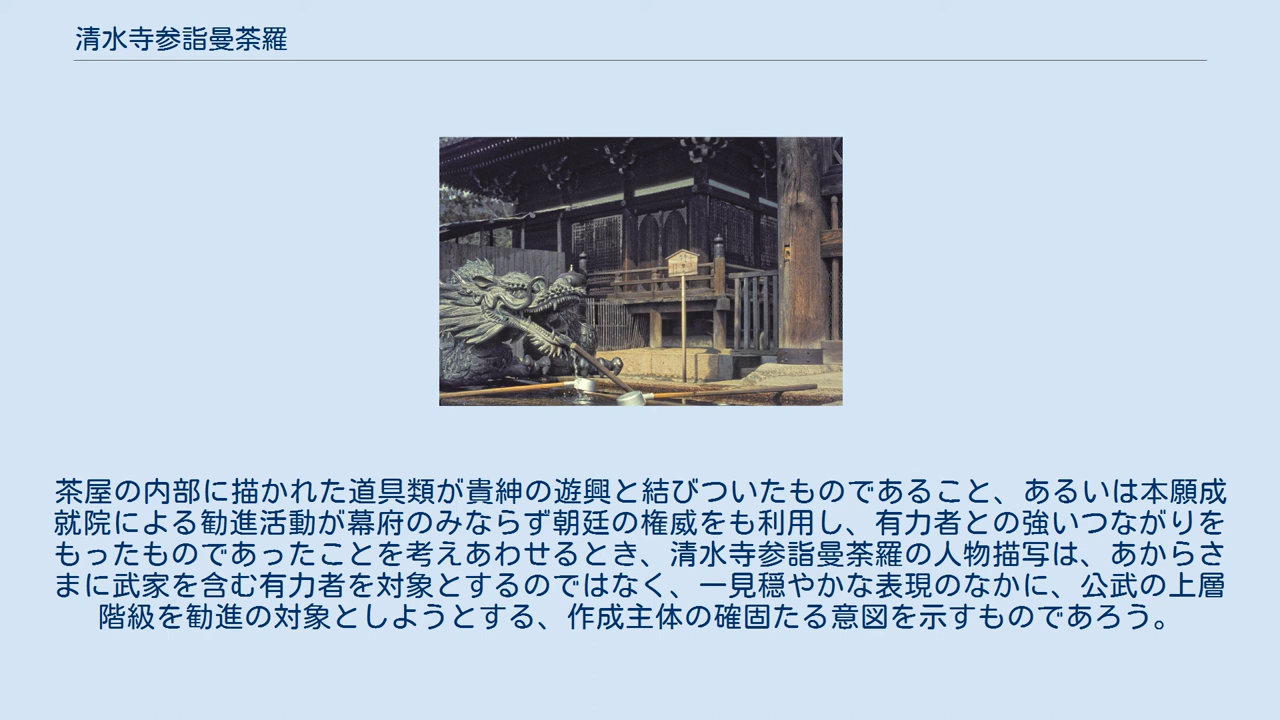 清水寺参詣曼荼羅
茶屋の内部に描かれた道具類が貴紳の遊興と結びついたものであること、あるいは本願成
就院による勧進活動が幕府のみならず朝廷の権威をも利用し、有力者との強いつながりを
もったものであったことを考えあわせるとき、清水寺参詣曼荼羅の人物描写は、あからさ
まに武家を含む有力者を対象とするのではなく、一見穏やかな表現のなかに、公武の上層
階級を勧進の対象としようとする、作成主体の確固たる意図を示すものであろう。